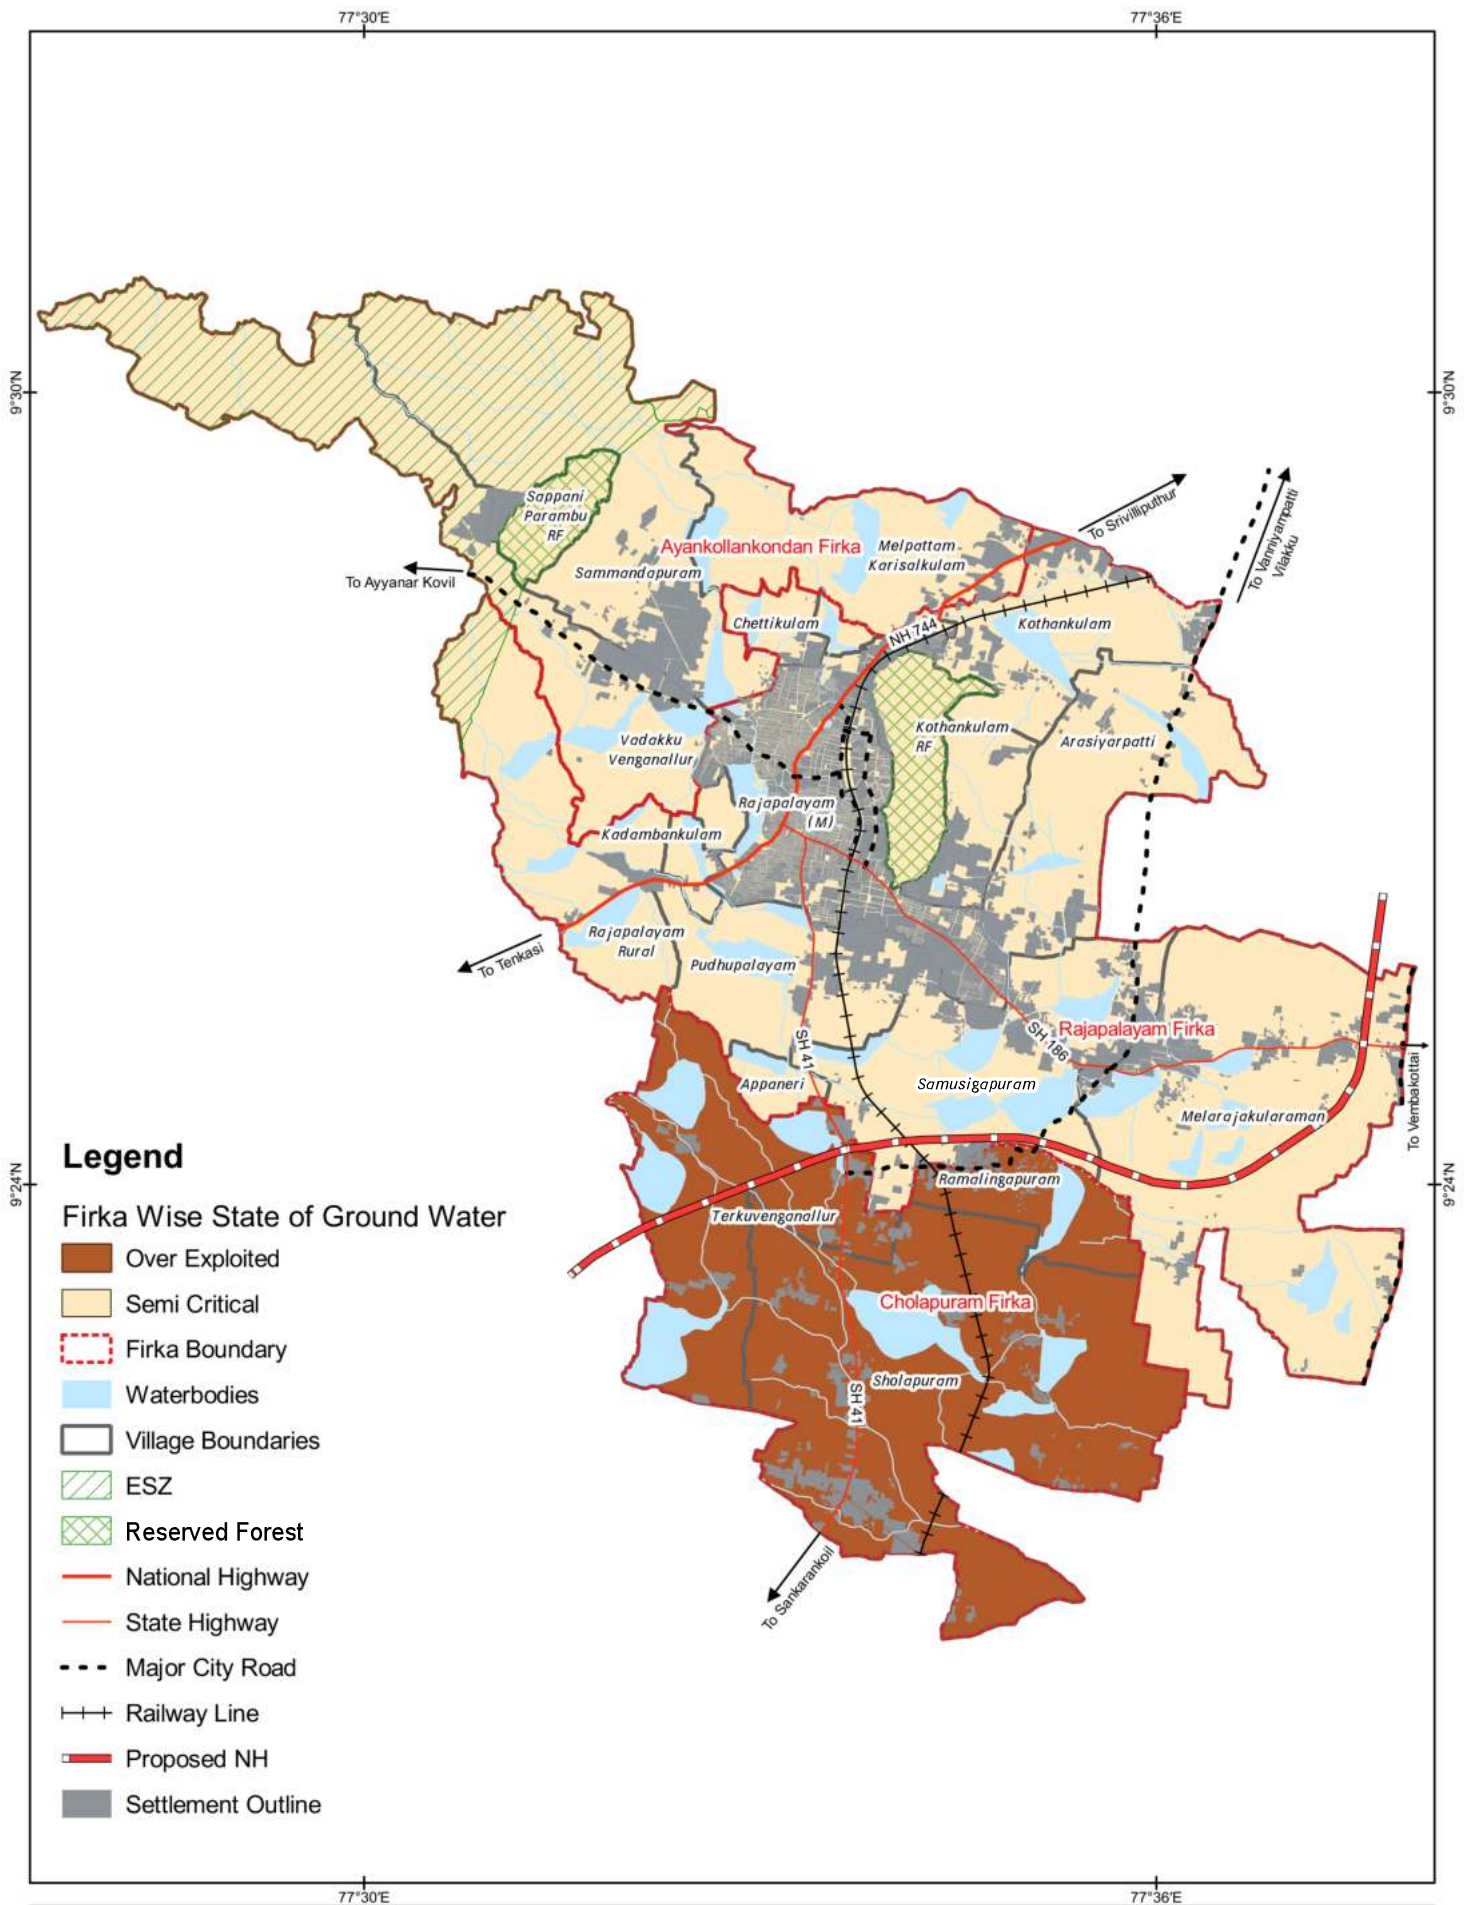 77°30'E
77°36'E
9°30'N
9°30'N
To Srivilliputhur
To Vanniyampatti
Vilakku
Sappani
Parambu
RF
Ayankollankondan Firka
Melpattam
Karisalkulam
Sammandapuram
To Ayyanar Kovil
Chettikulam
NH 744
Kothankulam
Kothankulam
RF
Arasiyarpatti
Vadakku
Venganallur
Rajapalayam
(M)
Kadambankulam
Rajapalayam
Rural
Pudhupalayam
To Tenkasi
SH 41
SH 186
Rajapalayam Firka
Appaneri
Samusigapuram
Melarajakularaman
To Vembakottai
9°24'N
9°24'N
Ramalingapuram
Terkuvenganallur
Cholapuram Firka
Sholapuram
SH 41
To Sankarankoil
Legend
Firka Wise State of Ground Water
Over Exploited
Semi Critical
Firka Boundary
Waterbodies
Village Boundaries
ESZ
Reserved Forest
National Highway
State Highway
Major City Road
Railway Line
Proposed NH
Settlement Outline
77°30'E
77°36'E